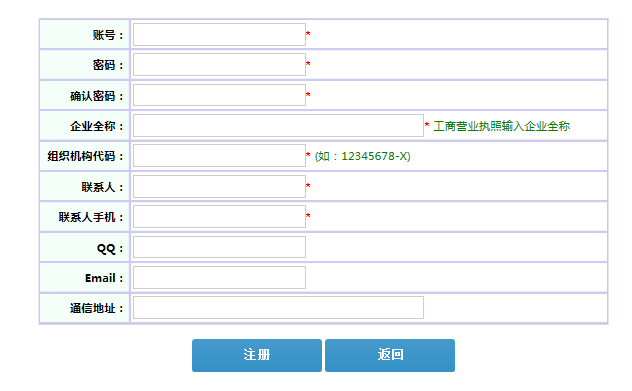 账号： *
密码： *
确认密码： *
企业全称： * 工商营业执照输入企业全称
组织机构代码： * (如：12345678-X)
联系人： *
联系人手机： *
QQ：
Email：
通信地址：
注册 返回